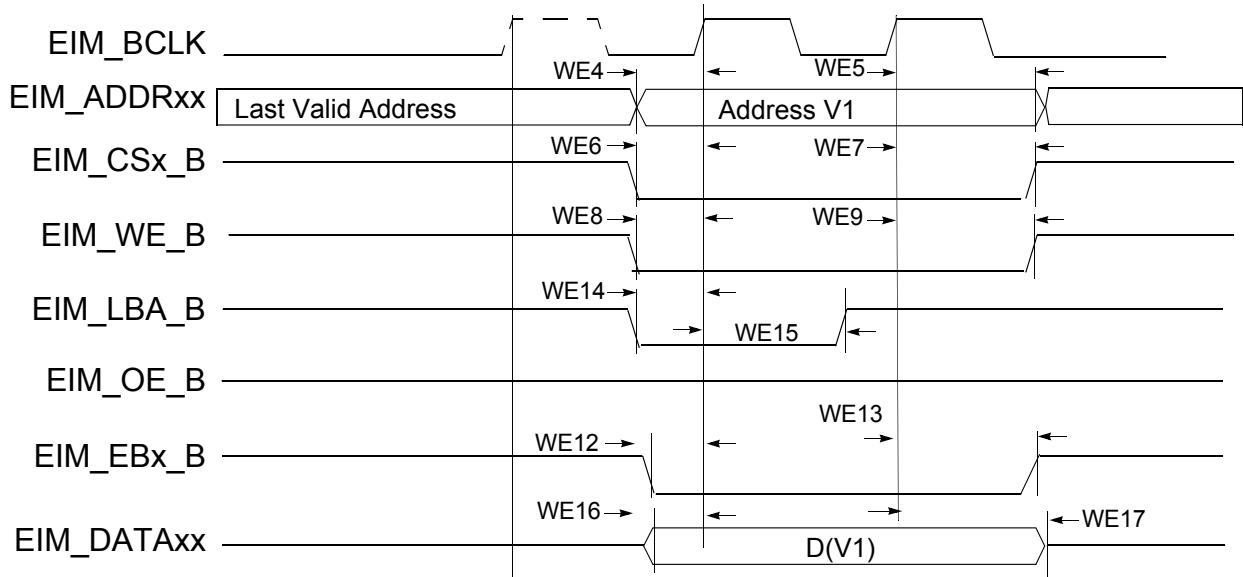 EIM_BCLK
WE4
WE5
EIM_ADDRxx
Last Valid Address
Address V1
WE6
WE7
EIM_CSx_B
WE8
WE9
EIM_WE_B
WE14
EIM_LBA_B
WE15
EIM_OE_B
WE13
WE12
EIM_EBx_B
WE16
WE17
EIM_DATAxx
D(V1)